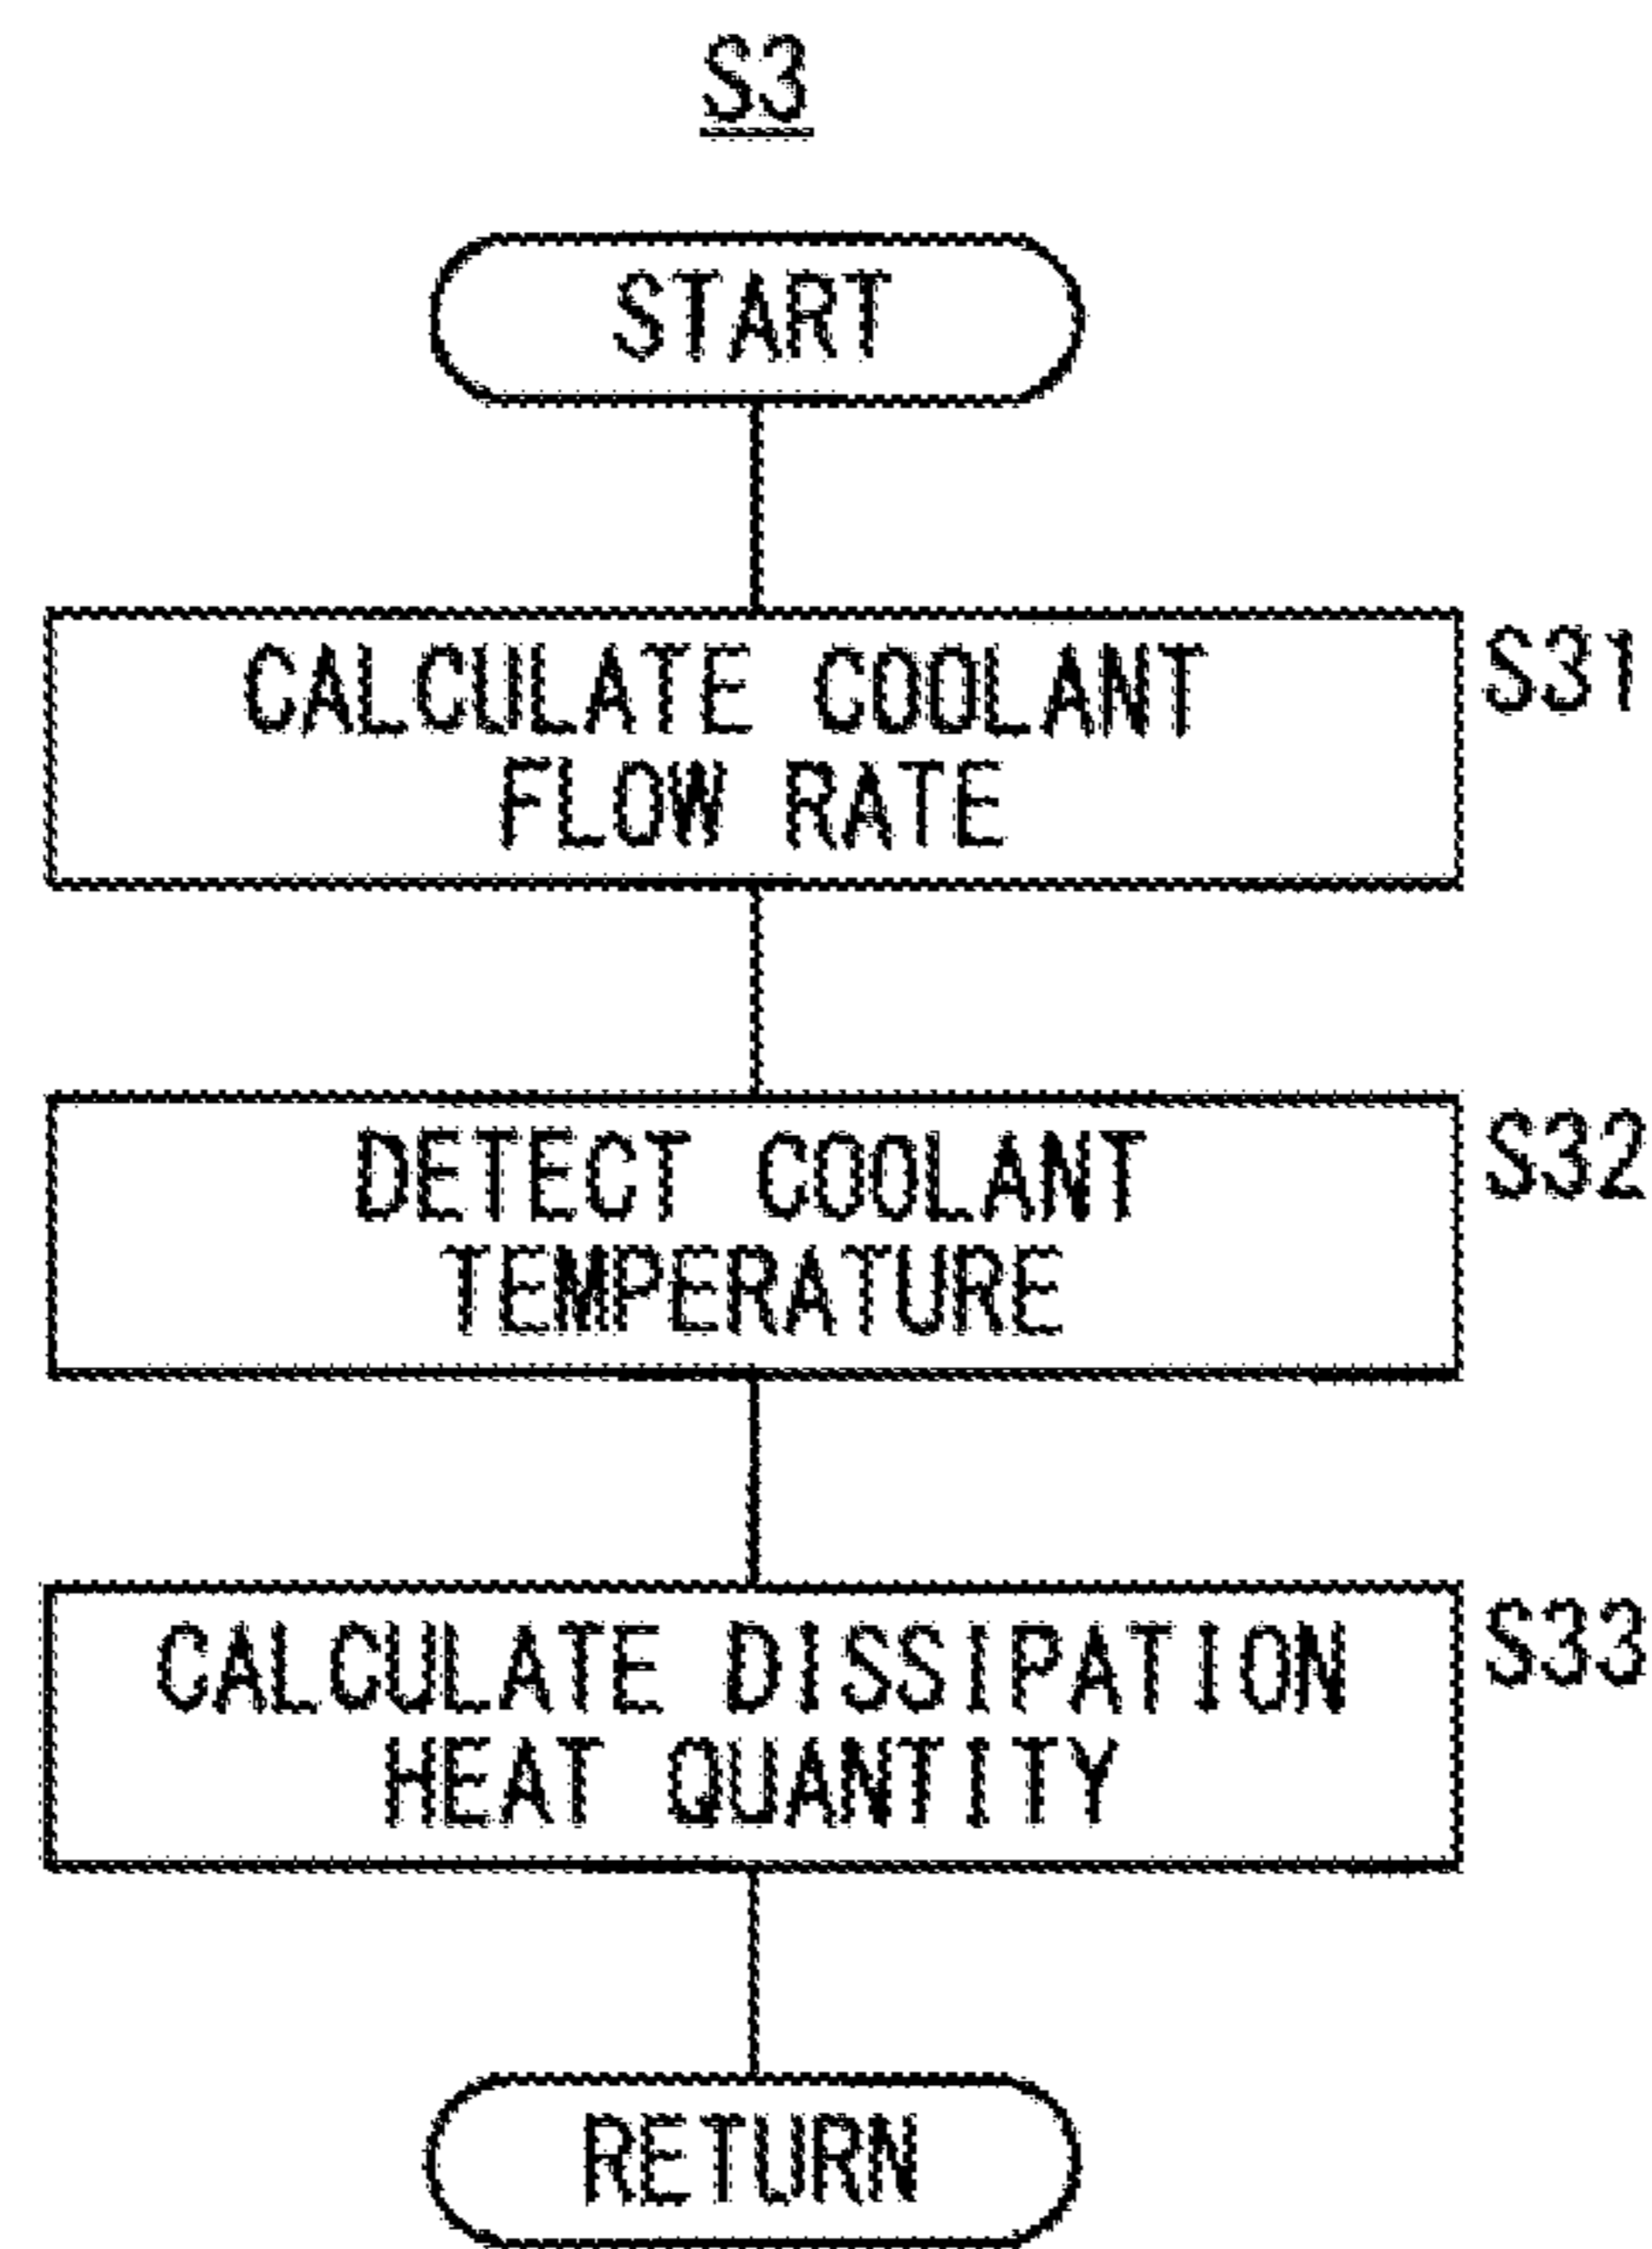 S3
START
CALCULATE COOLANT
FLOW RATE
S31
DETECT COOLANT
TEMPERATURE
S32
CALCULATE DISSIPATION
HEAT QUANTITY
S33
RETURN